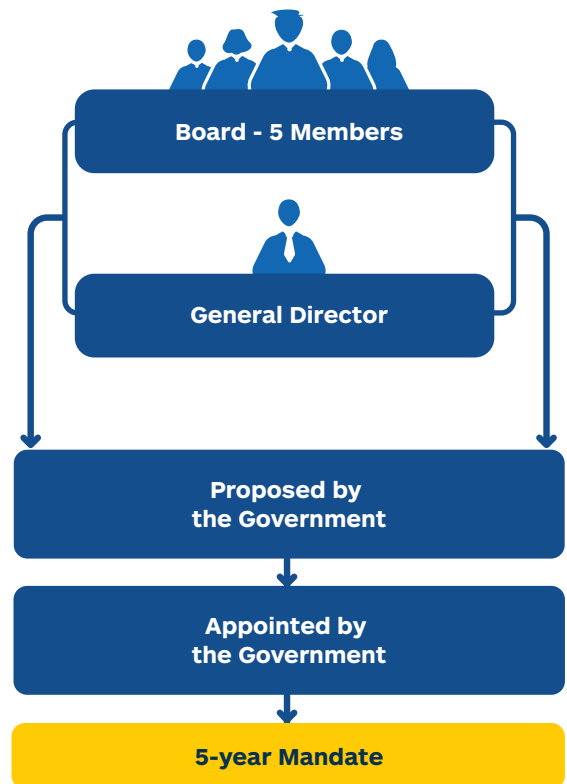 Board - 5 Members
General Director
Proposed by
the Government
Appointed by
the Government
5-year Mandate